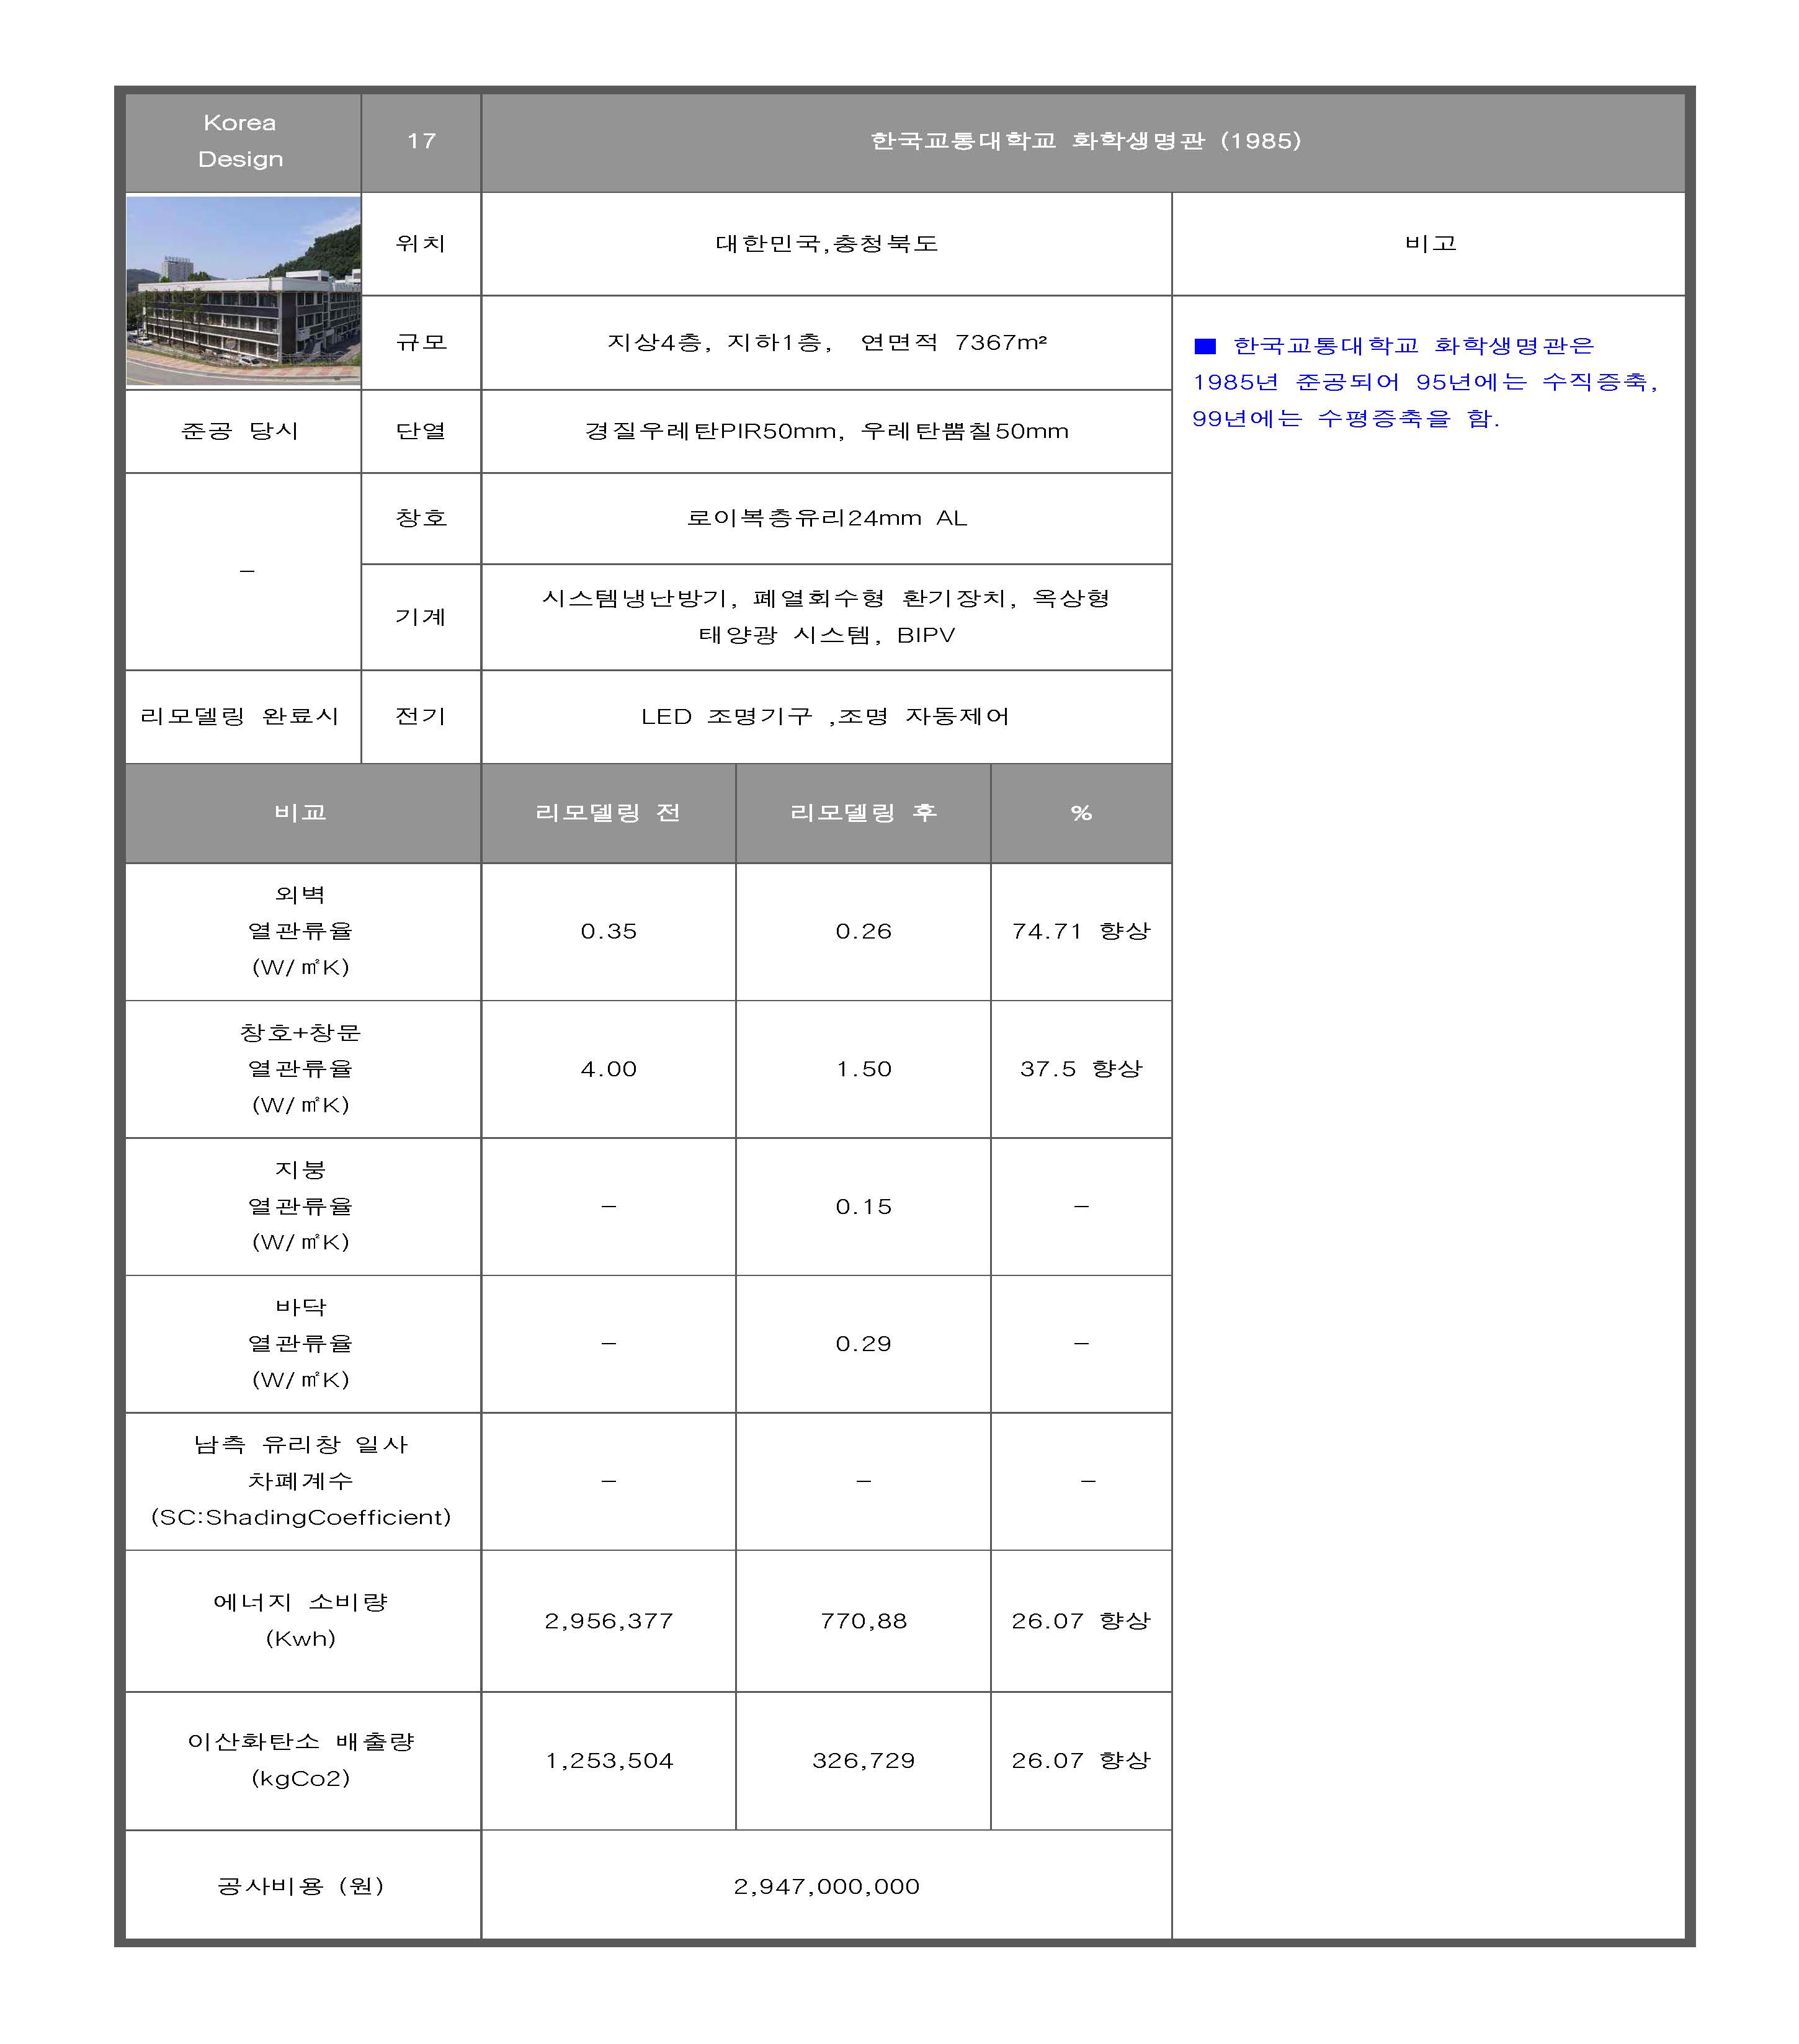 Korea
Design
17
한국교통대학교 화학생명관 (1985)
위치
대한민국,충청북도
비고
규모
지상4층, 지하1층, 연면적 7367m²
■ 한국교통대학교 화학생명관은
1985년 준공되어 95년에는 수직증축,
99년에는 수평증축을 함.
준공 당시
단열
경질우레탄PIR50mm, 우레탄뿜칠50mm
–
창호
로이복층유리24mm AL
기계
시스템냉난방기, 폐열회수형 환기장치, 옥상형
태양광 시스템, BIPV
리모델링 완료시
전기
LED 조명기구 ,조명 자동제어
비교
리모델링 전
리모델링 후
%
외벽
열관류율
(W/㎡K)
0.35
0.26
74.71 향상
창호+창문
열관류율
(W/㎡K)
4.00
1.50
37.5 향상
지붕
열관류율
(W/㎡K)
–
0.15
–
바닥
열관류율
(W/㎡K)
–
0.29
–
남측 유리창 일사
차폐계수
(SC:ShadingCoefficient)
–
–
–
에너지 소비량
(Kwh)
2,956,377
770,88
26.07 향상
이산화탄소 배출량
(kgCo2)
1,253,504
326,729
26.07 향상
공사비용 (원)
2,947,000,000